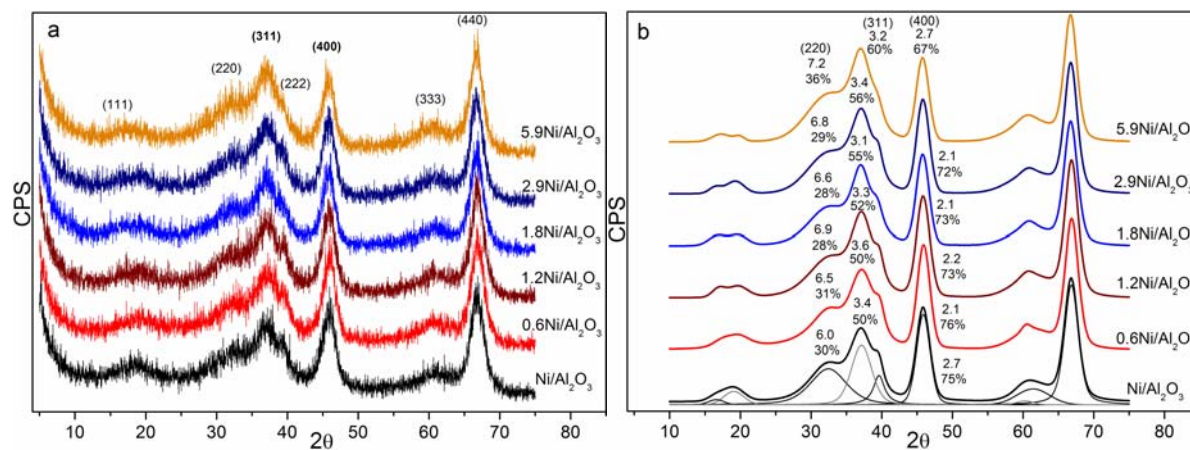 a
(111)
(220)
(311)
(222)
(400)
(333)
(440)
5.9Ni/Al₂O₃
2.9Ni/Al₂O₃
1.8Ni/Al₂O₃
1.2Ni/Al₂O₃
0.6Ni/Al₂O₃
Ni/Al₂O₃
CPS
10 20 30 40 50 60 70 80
2θ
b
(220)
7.2
36%
(311)
3.2
60%
(400)
2.7
67%
3.4
56%
6.8
29%
3.1
55%
2.1
72%
6.6
28%
3.3
52%
2.1
73%
6.9
28%
3.6
50%
2.2
73%
6.5
31%
3.4
50%
2.1
76%
6.0
30%
2.7
75%
5.9Ni/Al₂O₃
2.9Ni/Al₂O₃
1.8Ni/Al₂O₃
1.2Ni/Al₂O₃
0.6Ni/Al₂O₃
Ni/Al₂O₃
CPS
10 20 30 40 50 60 70 80
2θ